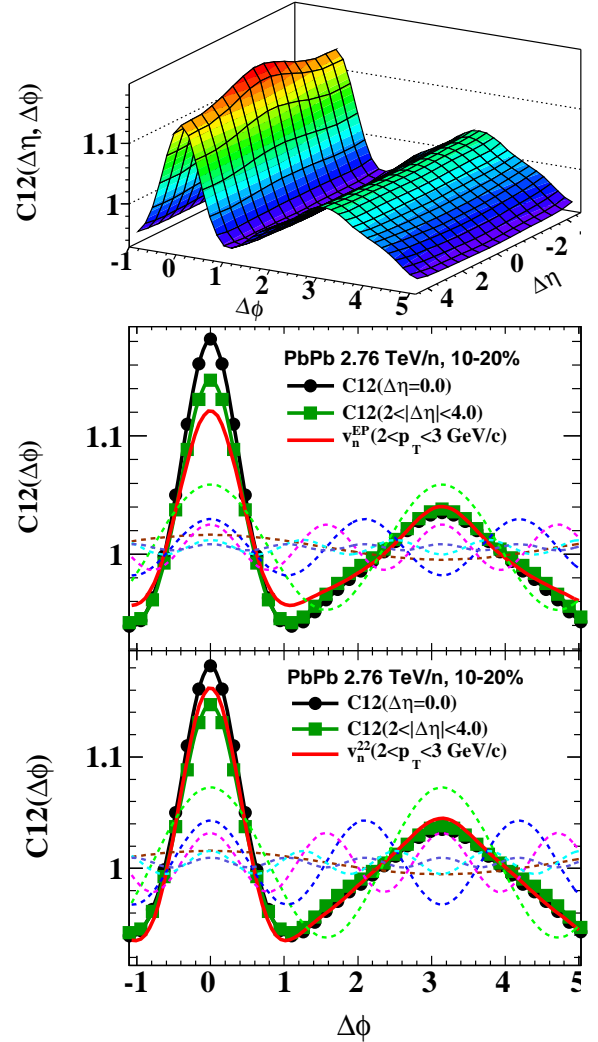 C12(Δη, Δϕ)
1.1
1
-1 0 1 2 3 4 5
Δϕ
4 2 0 -2
Δη
PbPb 2.76 TeV/n, 10-20%
C12(Δη=0.0)
C12(2<|Δη|<4.0)
v_n^EP(2<p_T<3 GeV/c)
C12(Δϕ)
1.1
1
PbPb 2.76 TeV/n, 10-20%
C12(Δη=0.0)
C12(2<|Δη|<4.0)
v_n^22(2<p_T<3 GeV/c)
C12(Δϕ)
1.1
1
-1 0 1 2 3 4 5
Δϕ